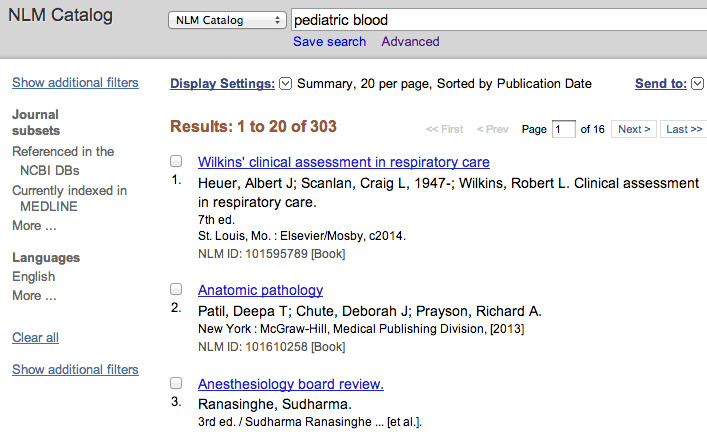 NLM Catalog
NLM Catalog
pediatric blood
Save search Advanced
Show additional filters
Journal
subsets
Referenced in the
NCBI DBs
Currently indexed in
MEDLINE
More ...
Languages
English
More ...
Clear all
Show additional filters
Display Settings: Summary, 20 per page, Sorted by Publication Date Send to:
Results: 1 to 20 of 303
<< First < Prev Page 1 of 16 Next > Last >>
Wilkins' clinical assessment in respiratory care
1. Heuer, Albert J; Scanlan, Craig L, 1947-; Wilkins, Robert L. Clinical assessment
in respiratory care.
7th ed.
St. Louis, Mo. : Elsevier/Mosby, c2014.
NLM ID: 101595789 [Book]
Anatomic pathology
2. Patil, Deepa T; Chute, Deborah J; Prayson, Richard A.
New York : McGraw-Hill, Medical Publishing Division, [2013]
NLM ID: 101610258 [Book]
Anesthesiology board review.
3. Ranasinghe, Sudharma.
3rd ed. / Sudharma Ranasinghe ... [et al.].